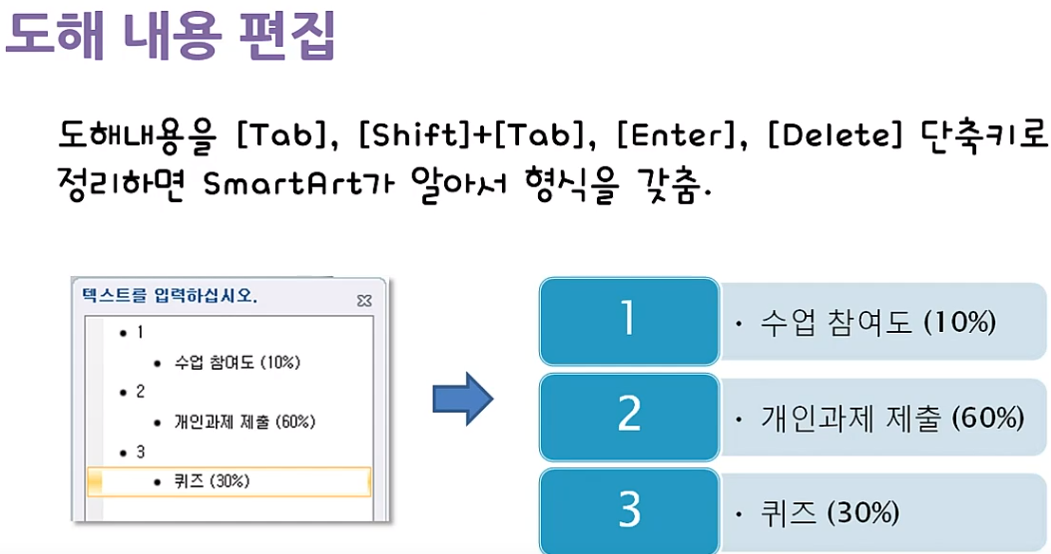 도해 내용 편집
도해내용을 [Tab], [Shift]+[Tab], [Enter], [Delete] 단축키로
정리하면 SmartArt가 알아서 형식을 갖춤.
텍스트를 입력하십시오.
• 1
• 수업 참여도 (10%)
• 2
• 개인과제 제출 (60%)
• 3
• 퀴즈 (30%)
1
• 수업 참여도 (10%)
2
• 개인과제 제출 (60%)
3
• 퀴즈 (30%)